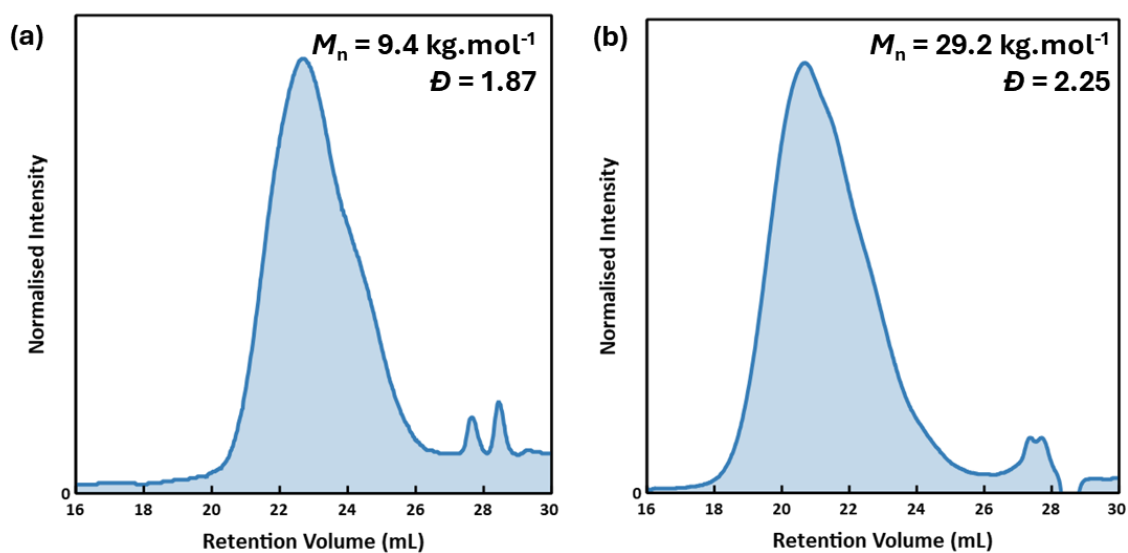 (a)
Mn = 9.4 kg.mol-1
Đ = 1.87
Normalised Intensity
0
16 18 20 22 24 26 28 30
Retention Volume (mL)
(b)
Mn = 29.2 kg.mol-1
Đ = 2.25
Normalised Intensity
0
16 18 20 22 24 26 28 30
Retention Volume (mL)